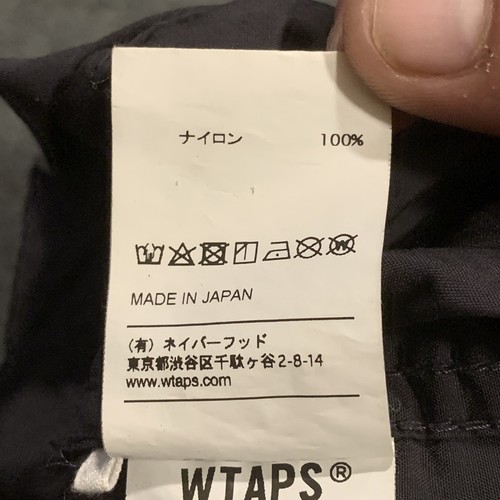 ナイロン 100%
MADE IN JAPAN
(有) ネイバーフッド
東京都渋谷区千駄ヶ谷2-8-14
www.wtaps.com
WTAPS®